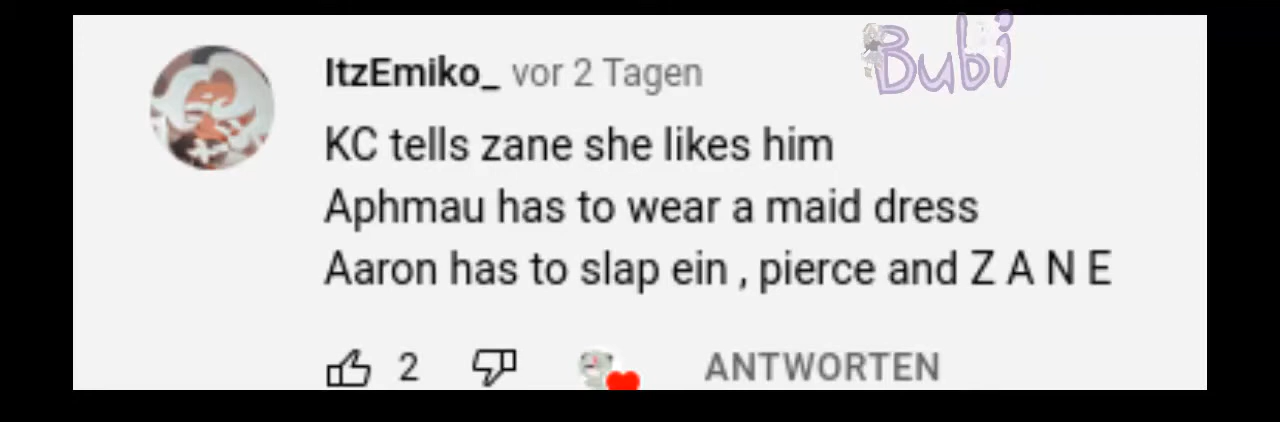 Bubi
ItzEmiko_ vor 2 Tagen
KC tells zane she likes him
Aphmau has to wear a maid dress
Aaron has to slap ein , pierce and Z A N E
2 ANTWORTEN